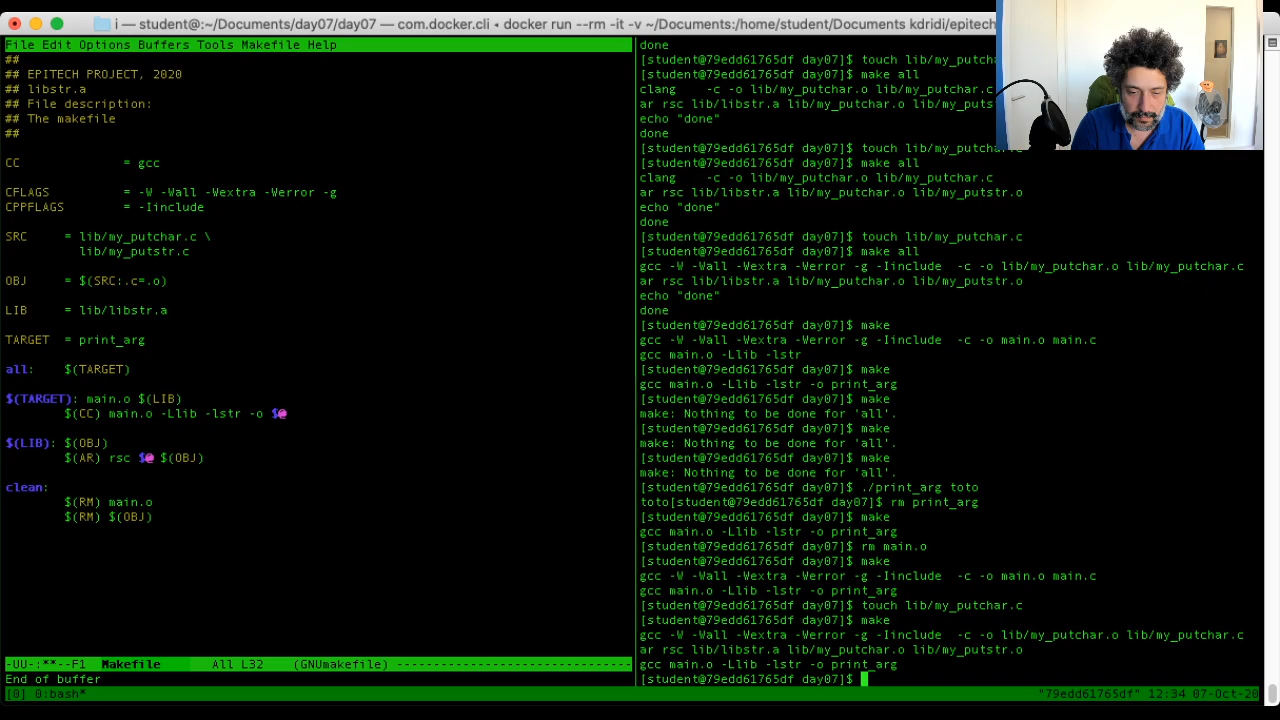 i — student@:~/Documents/day07/day07 — com.docker.cli ◂ docker run --rm -it -v ~/Documents:/home/student/Documents kdridi/epitech
File Edit Options Buffers Tools Makefile Help
##
## EPITECH PROJECT, 2020
## libstr.a
## File description:
## The makefile
##
CC = gcc
CFLAGS = -W -Wall -Wextra -Werror -g
CPPFLAGS = -Iinclude
SRC = lib/my_putchar.c \
lib/my_putstr.c
OBJ = $(SRC:.c=.o)
LIB = lib/libstr.a
TARGET = print_arg
all: $(TARGET)
$(TARGET): main.o $(LIB)
$(CC) main.o -Llib -lstr -o $@
$(LIB): $(OBJ)
$(AR) rsc $@ $(OBJ)
clean:
$(RM) main.o
$(RM) $(OBJ)
-UU-:**--F1 Makefile All L32 (GNUmakefile) --------------------------------
End of buffer
done
[student@79edd61765df day07]$ touch lib/my_putcha
[student@79edd61765df day07]$ make all
clang -c -o lib/my_putchar.o lib/my_putchar.c
ar rsc lib/libstr.a lib/my_putchar.o lib/my_putst
echo "done"
done
[student@79edd61765df day07]$ touch lib/my_putchar.c
[student@79edd61765df day07]$ make all
clang -c -o lib/my_putchar.o lib/my_putchar.c
ar rsc lib/libstr.a lib/my_putchar.o lib/my_putstr.o
echo "done"
done
[student@79edd61765df day07]$ touch lib/my_putchar.c
[student@79edd61765df day07]$ make all
gcc -W -Wall -Wextra -Werror -g -Iinclude -c -o lib/my_putchar.o lib/my_putchar.c
ar rsc lib/libstr.a lib/my_putchar.o lib/my_putstr.o
echo "done"
done
[student@79edd61765df day07]$ make
gcc -W -Wall -Wextra -Werror -g -Iinclude -c -o main.o main.c
gcc main.o -Llib -lstr
[student@79edd61765df day07]$ make
gcc main.o -Llib -lstr -o print_arg
[student@79edd61765df day07]$ make
make: Nothing to be done for 'all'.
[student@79edd61765df day07]$ make
make: Nothing to be done for 'all'.
[student@79edd61765df day07]$ make
make: Nothing to be done for 'all'.
[student@79edd61765df day07]$ ./print_arg toto
toto[student@79edd61765df day07]$ rm print_arg
[student@79edd61765df day07]$ make
gcc main.o -Llib -lstr -o print_arg
[student@79edd61765df day07]$ rm main.o
[student@79edd61765df day07]$ make
gcc -W -Wall -Wextra -Werror -g -Iinclude -c -o main.o main.c
gcc main.o -Llib -lstr -o print_arg
[student@79edd61765df day07]$ touch lib/my_putchar.c
[student@79edd61765df day07]$ make
gcc -W -Wall -Wextra -Werror -g -Iinclude -c -o lib/my_putchar.o lib/my_putchar.c
ar rsc lib/libstr.a lib/my_putchar.o lib/my_putstr.o
gcc main.o -Llib -lstr -o print_arg
[student@79edd61765df day07]$
[0] 0:bash* "79edd61765df" 12:34 07-Oct-20